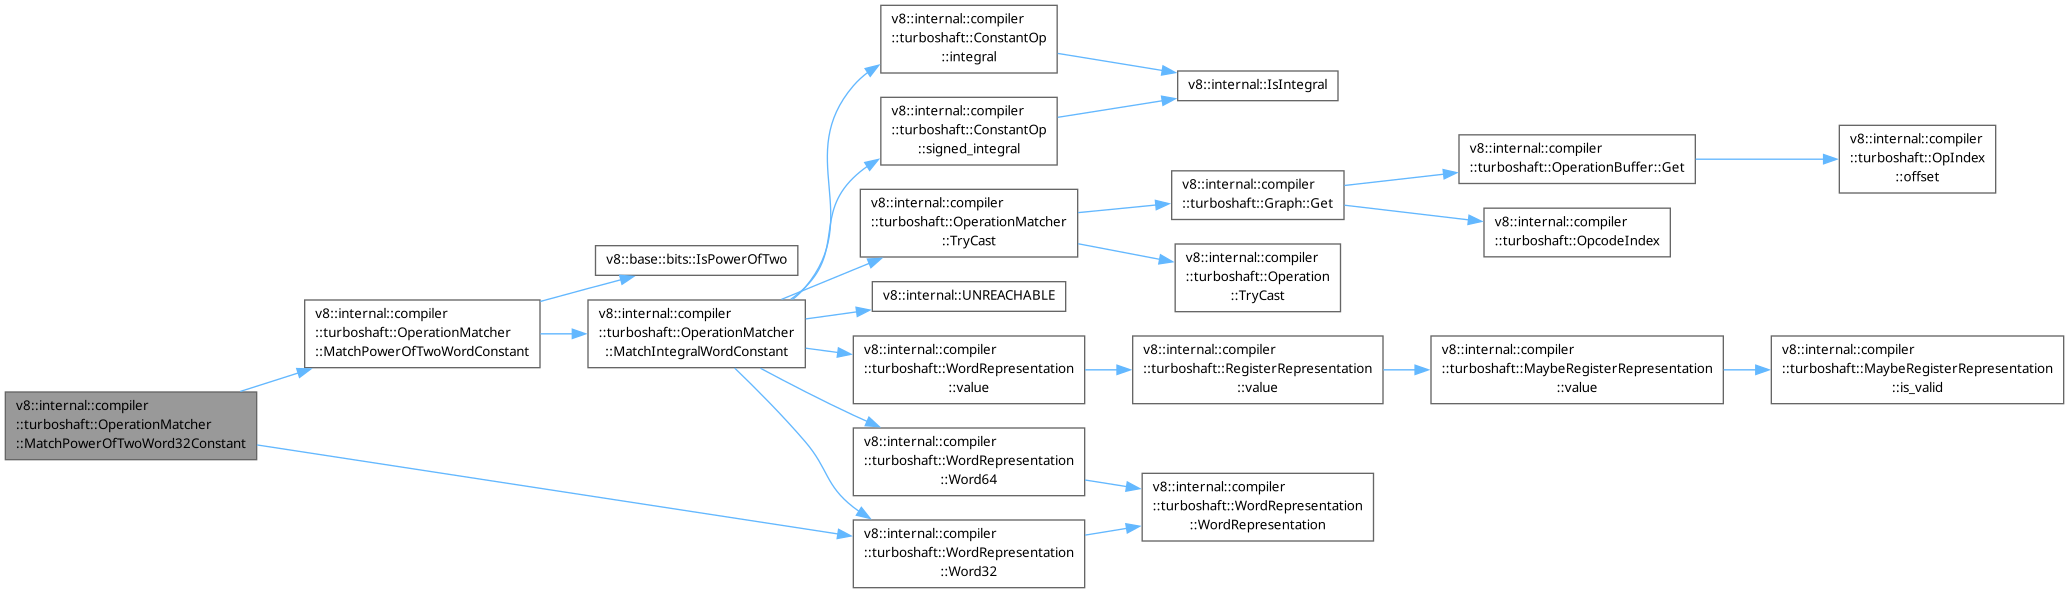 v8::internal::compiler
::turboshaft::OperationMatcher
::MatchPowerOfTwoWord32Constant
v8::internal::compiler
::turboshaft::OperationMatcher
::MatchPowerOfTwoWordConstant
v8::base::bits::IsPowerOfTwo
v8::internal::compiler
::turboshaft::OperationMatcher
::MatchIntegralWordConstant
v8::internal::compiler
::turboshaft::ConstantOp
::integral
v8::internal::compiler
::turboshaft::ConstantOp
::signed_integral
v8::internal::IsIntegral
v8::internal::compiler
::turboshaft::OperationMatcher
::TryCast
v8::internal::compiler
::turboshaft::Graph::Get
v8::internal::compiler
::turboshaft::OperationBuffer::Get
v8::internal::compiler
::turboshaft::OpIndex
::offset
v8::internal::compiler
::turboshaft::OpcodeIndex
v8::internal::compiler
::turboshaft::Operation
::TryCast
v8::internal::UNREACHABLE
v8::internal::compiler
::turboshaft::WordRepresentation
::value
v8::internal::compiler
::turboshaft::RegisterRepresentation
::value
v8::internal::compiler
::turboshaft::MaybeRegisterRepresentation
::value
v8::internal::compiler
::turboshaft::MaybeRegisterRepresentation
::is_valid
v8::internal::compiler
::turboshaft::WordRepresentation
::Word64
v8::internal::compiler
::turboshaft::WordRepresentation
::Word32
v8::internal::compiler
::turboshaft::WordRepresentation
::WordRepresentation